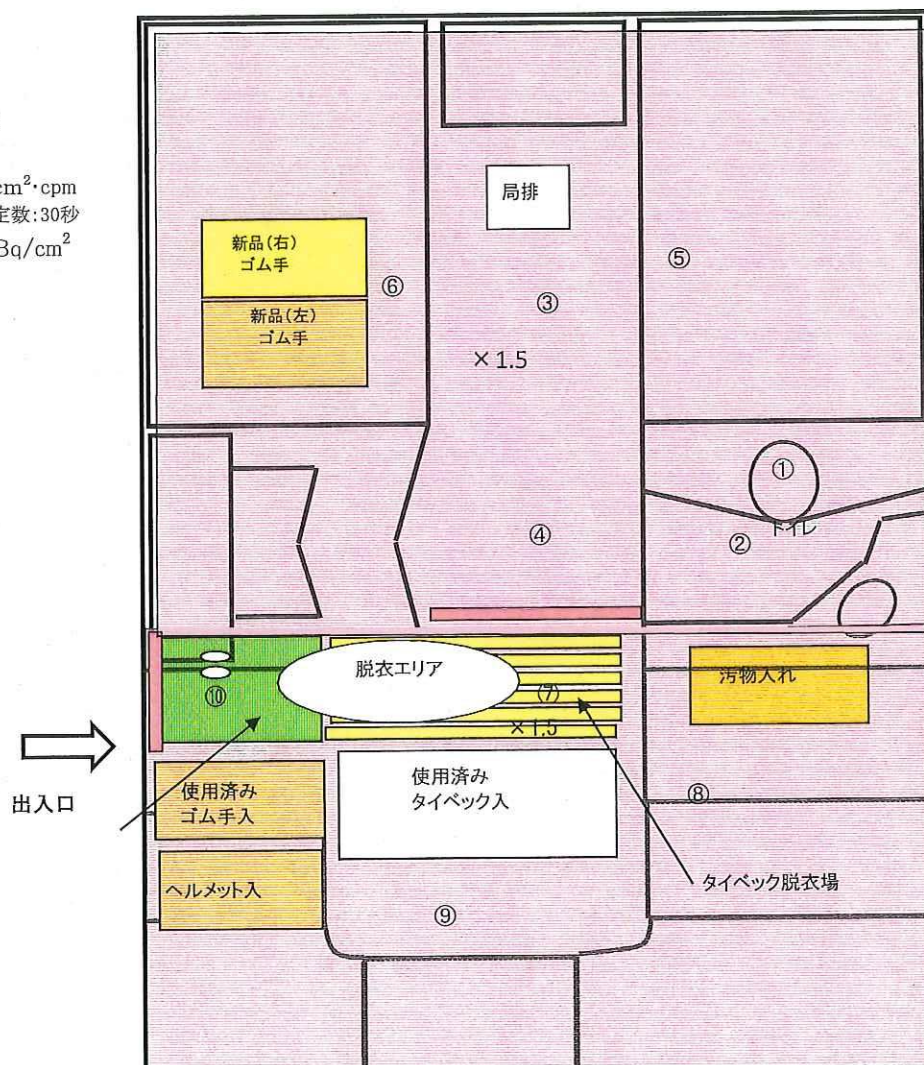 cm²･cpm
定数:30秒
Bq/cm²
局排
新品(右)
ゴム手
新品(左)
ゴム手
⑥
③
⑤
×1.5
①
④
②
トイレ
脱衣エリア
⑩
⑦
×1.5
汚物入れ
出入口
使用済み
ゴム手入
使用済み
タイベック入
⑧
ヘルメット入
タイベック脱衣場
⑨